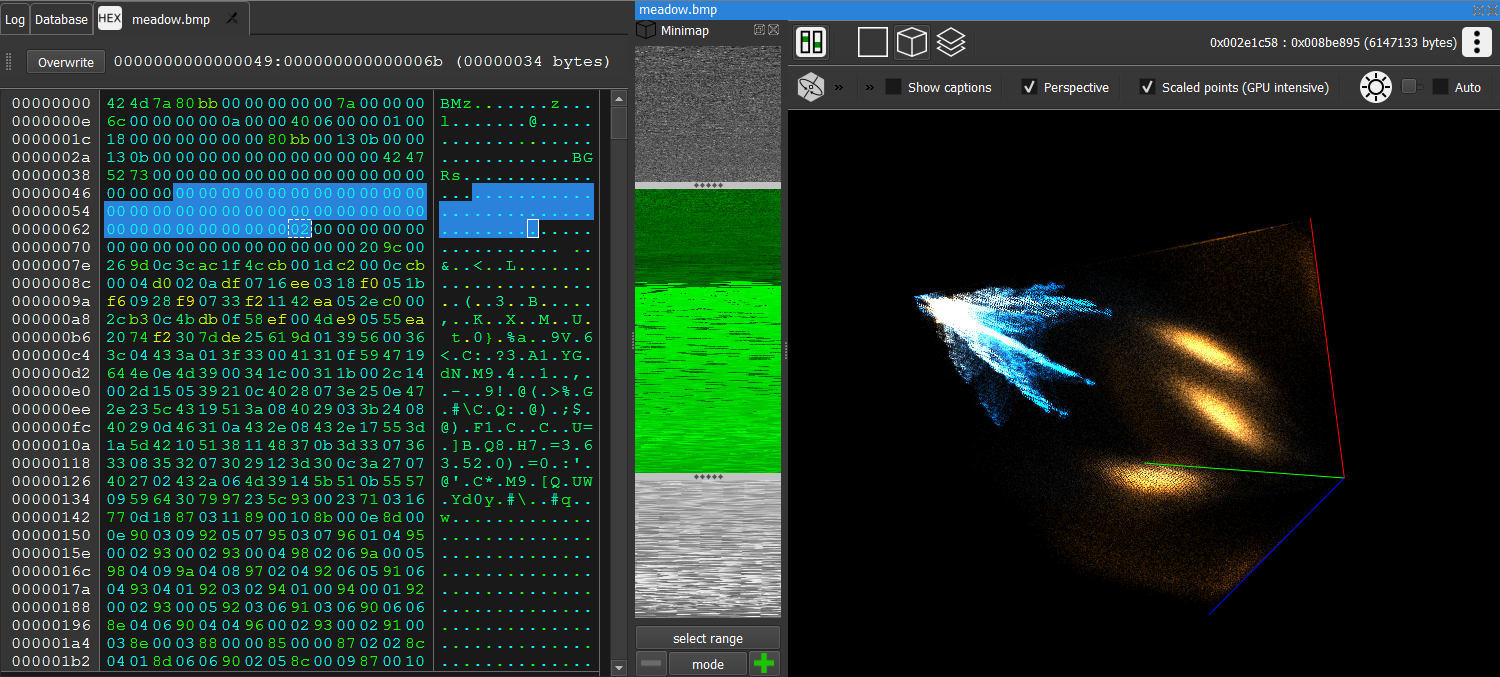 Log Database HEX meadow.bmp
Overwrite 0000000000000049:000000000000006b (00000034 bytes)
00000000 42 4d 7a 80 bb 00 00 00 00 00 7a 00 00 00 BMz.......z...
0000000e 6c 00 00 00 00 0a 00 00 40 06 00 00 01 00 l.......@.....
0000001c 18 00 00 00 00 00 00 80 bb 00 13 0b 00 00 ..............
0000002a 13 0b 00 00 00 00 00 00 00 00 00 00 42 47 ............BG
00000038 52 73 00 00 00 00 00 00 00 00 00 00 00 00 Rs............
00000046 00 00 00 00 00 00 00 00 00 00 00 00 00 00 ..............
00000054 00 00 00 00 00 00 00 00 00 00 00 00 00 00 ..............
00000062 00 00 00 00 00 00 00 00 02 00 00 00 00 00 ..............
00000070 00 00 00 00 00 00 00 00 00 00 00 20 9c 00 ........... ..
0000007e 26 9d 0c 3c ac 1f 4c cb 00 1d c2 00 0c cb &..<..L.......
0000008c 00 04 d0 02 0a df 07 16 ee 03 18 f0 05 1b ..............
0000009a f6 09 28 f9 07 33 f2 11 42 ea 05 2e c0 00 ..(..3..B.....
000000a8 2c b3 0c 4b db 0f 58 ef 00 4d e9 05 55 ea ,..K..X..M..U.
000000b6 20 74 f2 30 7d de 25 61 9d 01 39 56 00 36  t.0}.%a..9V.6
000000c4 3c 04 43 3a 01 3f 33 00 41 31 0f 59 47 19 <.C:.?3.A1.YG.
000000d2 64 4e 0e 4d 39 00 34 1c 00 31 1b 00 2c 14 dN.M9.4..1..,.
000000e0 00 2d 15 05 39 21 0c 40 28 07 3e 25 0e 47 .-..9!.@(.>%.G
000000ee 2e 23 5c 43 19 51 3a 08 40 29 03 3b 24 08 .#\C.Q:.@).;$.
000000fc 40 29 0d 46 31 0a 43 2e 08 43 2e 17 55 3d @).F1.C..C..U=
0000010a 1a 5d 42 10 51 38 11 48 37 0b 3d 33 07 36 .]B.Q8.H7.=3.6
00000118 33 08 35 32 07 30 29 12 3d 30 0c 3a 27 07 3.52.0).=0.:'.
00000126 40 27 02 43 2a 06 4d 39 14 5b 51 0b 55 57 @'.C*.M9.[Q.UW
00000134 09 59 64 30 79 97 23 5c 93 00 23 71 03 16 .Yd0y.#\..#q..
00000142 77 0d 18 87 03 11 89 00 10 8b 00 0e 8d 00 w.............
00000150 0e 90 03 09 92 05 07 95 03 07 96 01 04 95 ..............
0000015e 00 02 93 00 02 93 00 04 98 02 06 9a 00 05 ..............
0000016c 98 04 09 9a 04 08 97 02 04 92 06 05 91 06 ..............
0000017a 04 93 04 01 92 03 02 94 01 00 94 00 01 92 ..............
00000188 00 02 93 00 05 92 03 06 91 03 06 90 06 06 ..............
00000196 8e 04 06 90 04 04 96 00 02 93 00 02 91 00 ..............
000001a4 03 8e 00 03 88 00 00 85 00 00 87 02 02 8c ..............
000001b2 04 01 8d 06 06 90 02 05 8c 00 09 87 00 10 ..............
meadow.bmp
Minimap
select range
mode
0x002e1c58 : 0x008be895 (6147133 bytes)
» » Show captions Perspective Scaled points (GPU intensive) Auto